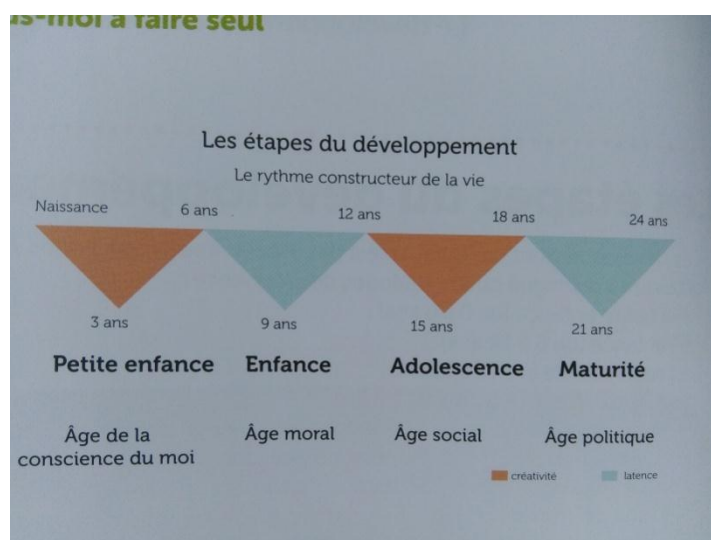 à faire seul
Les étapes du développement
Le rythme constructeur de la vie
Naissance 6 ans 12 ans 18 ans 24 ans
3 ans 9 ans 15 ans 21 ans
Petite enfance Enfance Adolescence Maturité
Âge de la conscience du moi Âge moral Âge social Âge politique
créativité latence